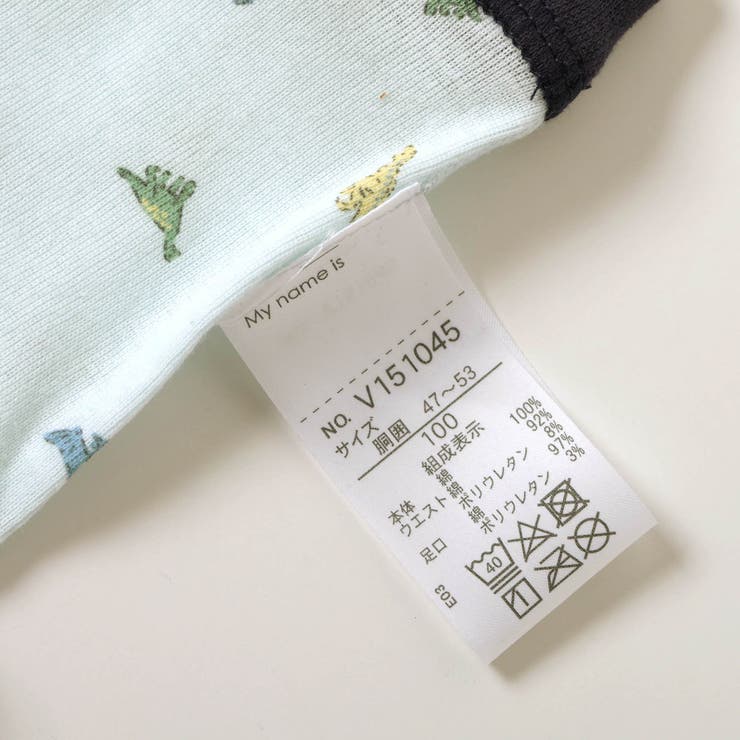 My name is
NO. V151045
サイズ 胴囲 47〜53
100
組成表示
本体 綿 100%
ウエスト 綿 92%
ポリウレタン 8%
足口 綿 97%
ポリウレタン 3%
E03
40